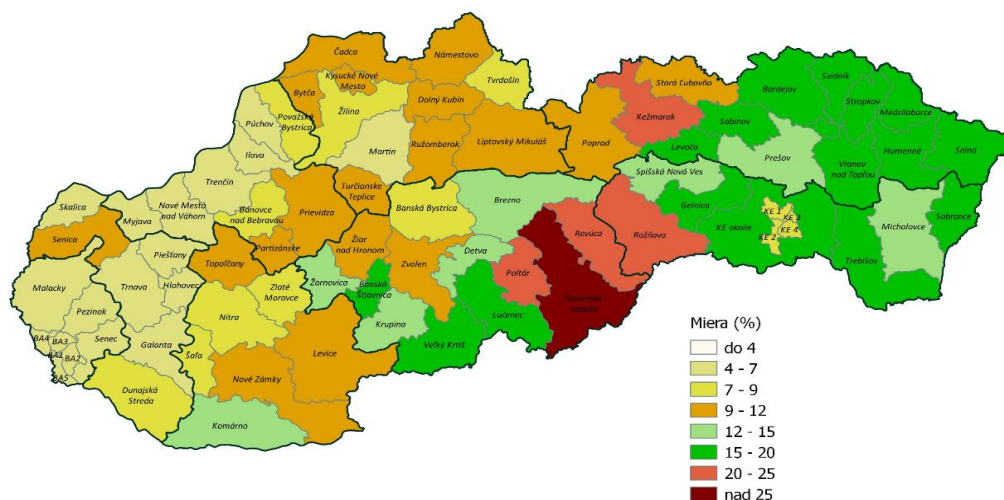 Čadca
Námestovo
Kysucké Nové
Mesto
Tvrdošín
Bytča
Stará Ľubovňa
Svidník
Bardejov
Stropkov
Medzilaborce
Považská
Bystrica
Žilina
Dolný Kubín
Kežmarok
Sabinov
Púchov
Ružomberok
Liptovský Mikuláš
Poprad
Levoča
Prešov
Humenné
Snina
Martin
Ilava
Vranov
nad Topľou
Spišská Nová Ves
Trenčín
Turčianske
Teplice
Skalica
Myjava
Nové Mesto
nad Váhom
Bánovce
nad Bebravou
Prievidza
Banská Bystrica
Brezno
Gelnica
KE okolie
KE 1
KE 3
KE 2
KE 4
Michalovce
Sobrance
Senica
Partizánske
Žiar
nad Hronom
Zvolen
Detva
Revúca
Rožňava
Trebišov
Piešťany
Topoľčany
Malacky
Trnava
Hlohovec
Žarnovica
Banská
Štiavnica
Poltár
Rimavská
Sobota
Pezinok
Zlaté
Moravce
Nitra
Krupina
Lučenec
Senec
Galanta
BA4
BA3
BA1
BA2
BA5
Šaľa
Levice
Veľký Krtíš
Nové Zámky
Dunajská
Streda
Komárno
Miera (%)
do 4
4 - 7
7 - 9
9 - 12
12 - 15
15 - 20
20 - 25
nad 25